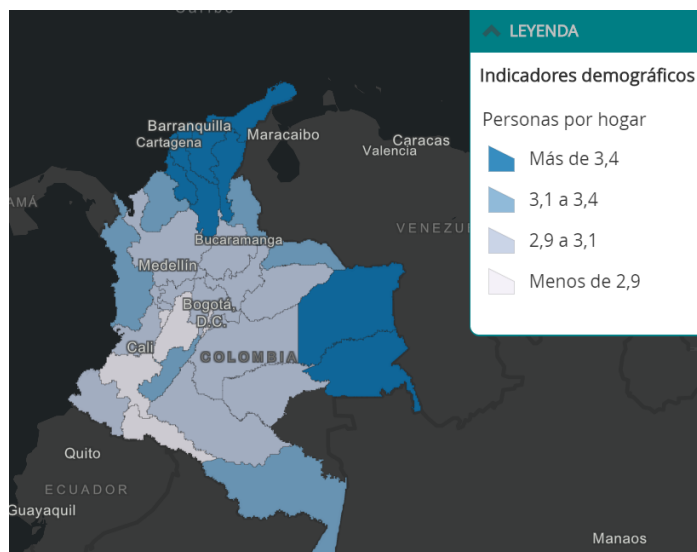 LEYENDA
Indicadores demográficos
Personas por hogar
Más de 3,4
3,1 a 3,4
2,9 a 3,1
Menos de 2,9
Barranquilla
Cartagena
Maracaibo
Caracas
Valencia
VENEZU
Bucaramanga
Medellín
Bogotá,
D.C.
Cali
COLOMBIA
Quito
ECUADOR
Guayaquil
Manaos